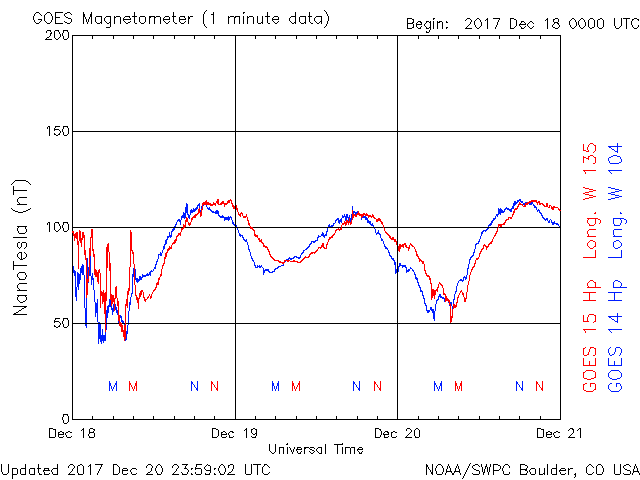 GOES Magnetometer (1 minute data)
Begin: 2017 Dec 18 0000 UTC
200
150
100
50
0
NanoTesla (nT)
M M N N M M N N M M N N
Dec 18 Dec 19 Dec 20 Dec 21
Universal Time
GOES 15 Hp Long. W 135
GOES 14 Hp Long. W 104
Updated 2017 Dec 20 23:59:02 UTC
NOAA/SWPC Boulder, CO USA